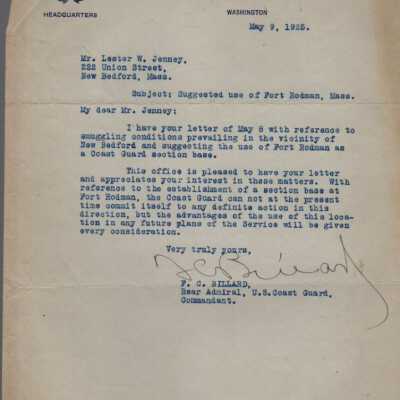 HEADQUARTERS
WASHINGTON
May 9, 1925.
Mr. Lester W. Jenney,
222 Union Street,
New Bedford, Mass.
Subject: Suggested use of Fort Rodman, Mass.
My dear Mr. Jenney:
I have your letter of May 8 with reference to
smuggling conditions prevailing in the vicinity of
New Bedford and suggesting the use of Fort Rodman as
a Coast Guard section base.
This office is pleased to have your letter
and appreciates your interest in these matters. With
reference to the establishment of a section base at
Fort Rodman, the Coast Guard can not at the present
time commit itself to any definite action in this
direction, but the advantages of the use of this loca-
tion in any future plans of the Service will be given
every consideration.
Very truly yours,
F C Billard
F. C. BILLARD,
Rear Admiral, U.S.Coast Guard,
Commandant.